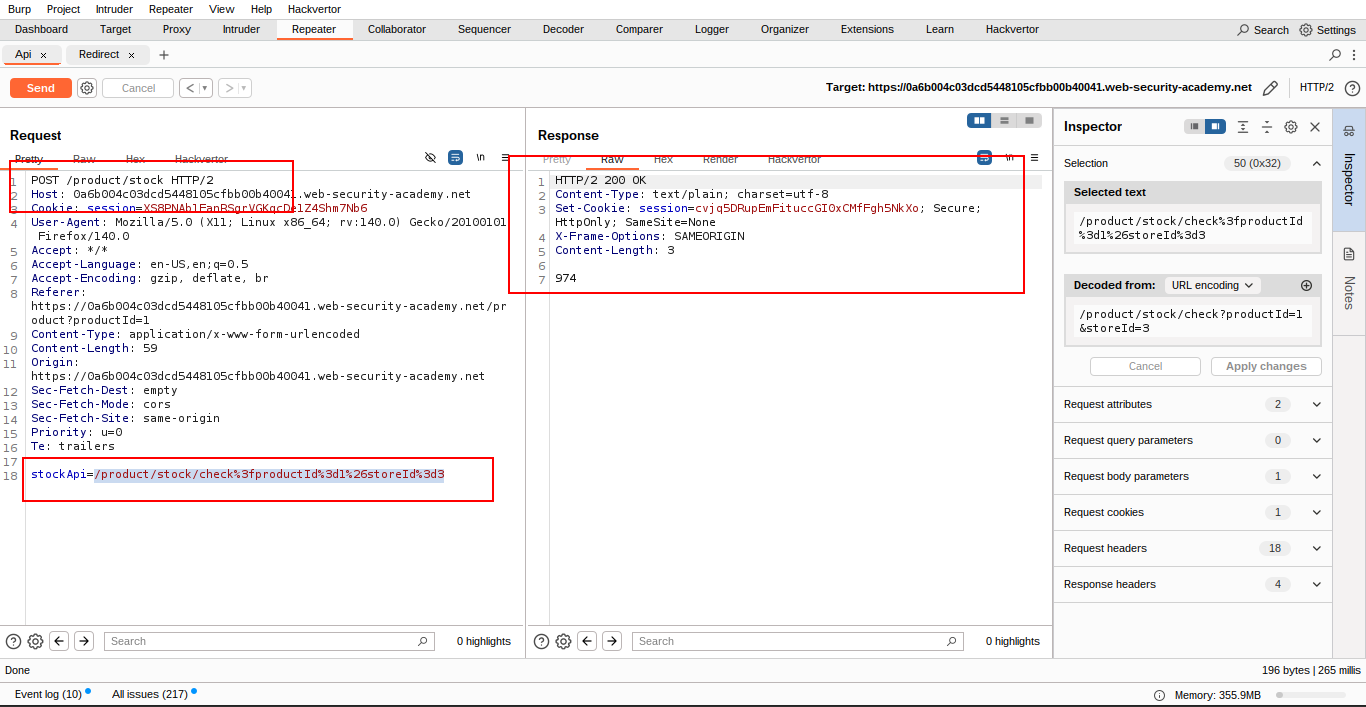 Burp Project Intruder Repeater View Help Hackvertor
Dashboard Target Proxy Intruder Repeater Collaborator Sequencer Decoder Comparer Logger Organizer Extensions Learn Hackvertor Search Settings
Api × Redirect × +
Send Cancel < > Target: https://0a6b004c03dcd5448105cfbb00b40041.web-security-academy.net HTTP/2
Request
Pretty Raw Hex Hackvertor \n
1 POST /product/stock HTTP/2
2 Host: 0a6b004c03dcd5448105cfbb00b40041.web-security-academy.net
3 Cookie: session=
4 User-Agent: Mozilla/5.0 (X11; Linux x86_64; rv:140.0) Gecko/20100101
Firefox/140.0
5 Accept: */*
6 Accept-Language: en-US,en;q=0.5
7 Accept-Encoding: gzip, deflate, br
8 Referer:
https://0a6b004c03dcd5448105cfbb00b40041.web-security-academy.net/pr
oduct?productId=1
9 Content-Type: application/x-www-form-urlencoded
10 Content-Length: 59
11 Origin:
https://0a6b004c03dcd5448105cfbb00b40041.web-security-academy.net
12 Sec-Fetch-Dest: empty
13 Sec-Fetch-Mode: cors
14 Sec-Fetch-Site: same-origin
15 Priority: u=0
16 Te: trailers
17
18 stockApi=/product/stock/check%3fproductId%3d1%26storeId%3d3
Search 0 highlights
Response
Pretty Raw Hex Render Hackvertor \n
1 HTTP/2 200 OK
2 Content-Type: text/plain; charset=utf-8
3 Set-Cookie: session=cvjq5DRupEmFituccGIOxCMfFgh5NkXo; Secure;
HttpOnly; SameSite=None
4 X-Frame-Options: SAMEORIGIN
5 Content-Length: 3
6
7 974
Search 0 highlights
Inspector
Selection 50 (0x32)
Selected text
/product/stock/check%3fproductId
%3d1%26storeId%3d3
Decoded from: URL encoding
/product/stock/check?productId=1
&storeId=3
Cancel Apply changes
Request attributes 2
Request query parameters 0
Request body parameters 1
Request cookies 1
Request headers 18
Response headers 4
Inspector
Notes
Done 196 bytes | 265 millis
Event log (10) All issues (217) Memory: 355.9MB